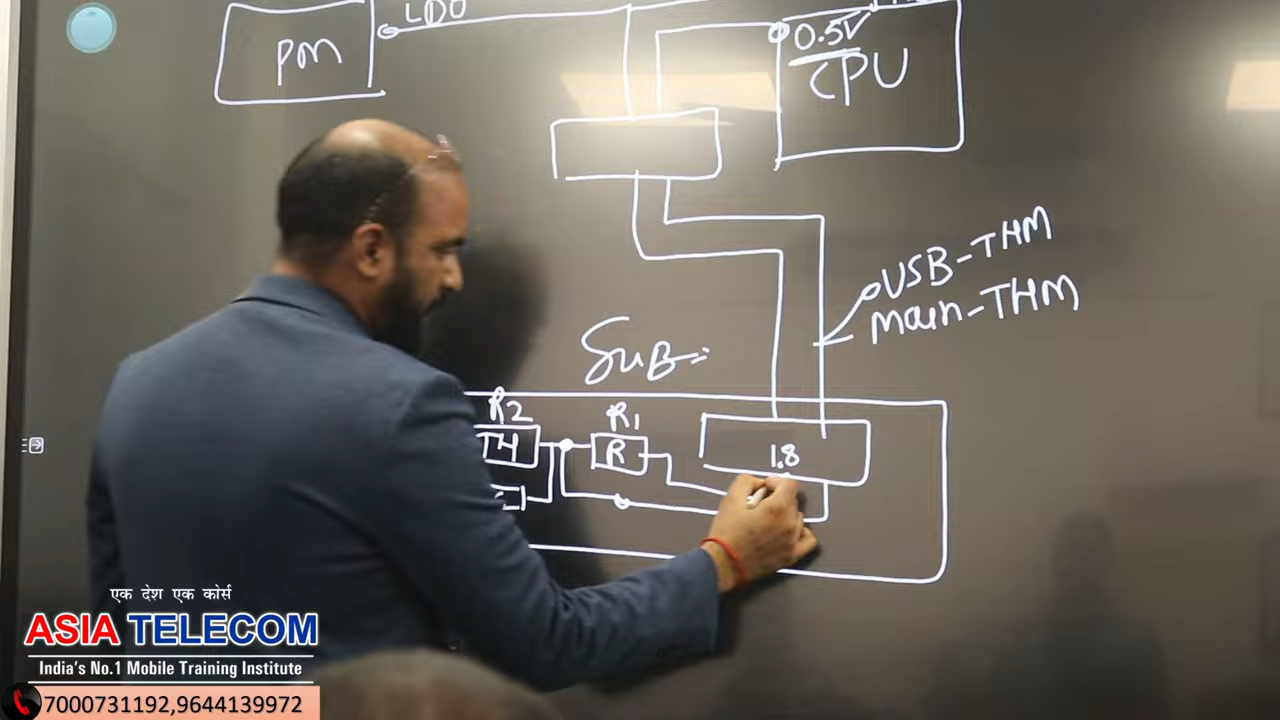 LDO
PM
0.5V
CPU
USB-THM
Main-THM
SUB-
R2
R1
TH
R
1.8
एक देश एक कोर्स
ASIA TELECOM
India's No.1 Mobile Training Institute
7000731192,9644139972